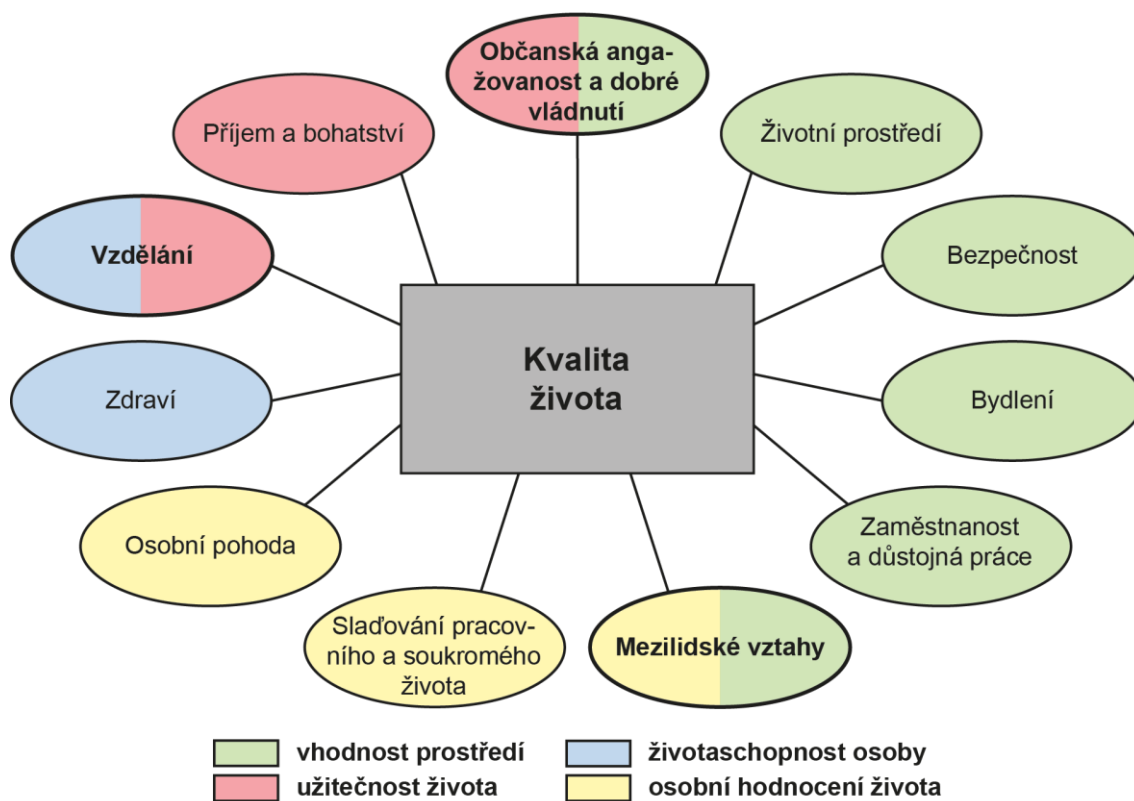 Občanská anga-
žovanost a dobré
vládnutí
Příjem a bohatství
Životní prostředí
Vzdělání
Bezpečnost
Kvalita
života
Zdraví
Bydlení
Osobní pohoda
Zaměstnanost
a důstojná práce
Slaďování pracov-
ního a soukromého
života
Mezilidské vztahy
vhodnost prostředí
životaschopnost osoby
užitečnost života
osobní hodnocení života